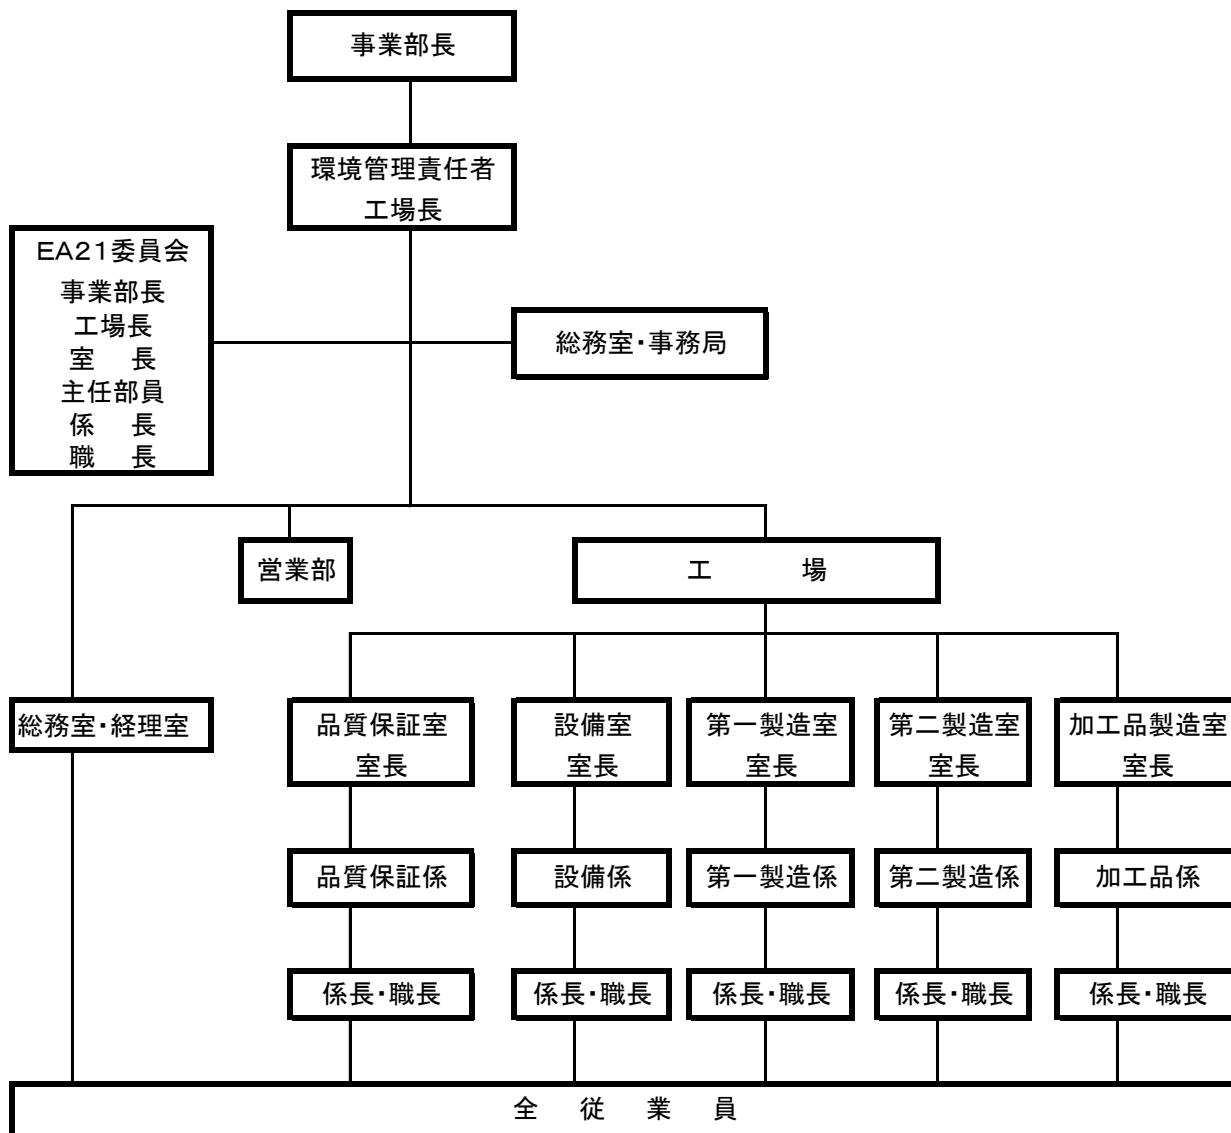 事業部長
環境管理責任者
工場長
EA21委員会
事業部長
工場長
室　長
主任部員
係　長
職　長
総務室・事務局
営業部
工　　場
総務室・経理室
品質保証室
室長
設備室
室長
第一製造室
室長
第二製造室
室長
加工品製造室
室長
品質保証係
設備係
第一製造係
第二製造係
加工品係
係長・職長
係長・職長
係長・職長
係長・職長
係長・職長
全　従　業　員